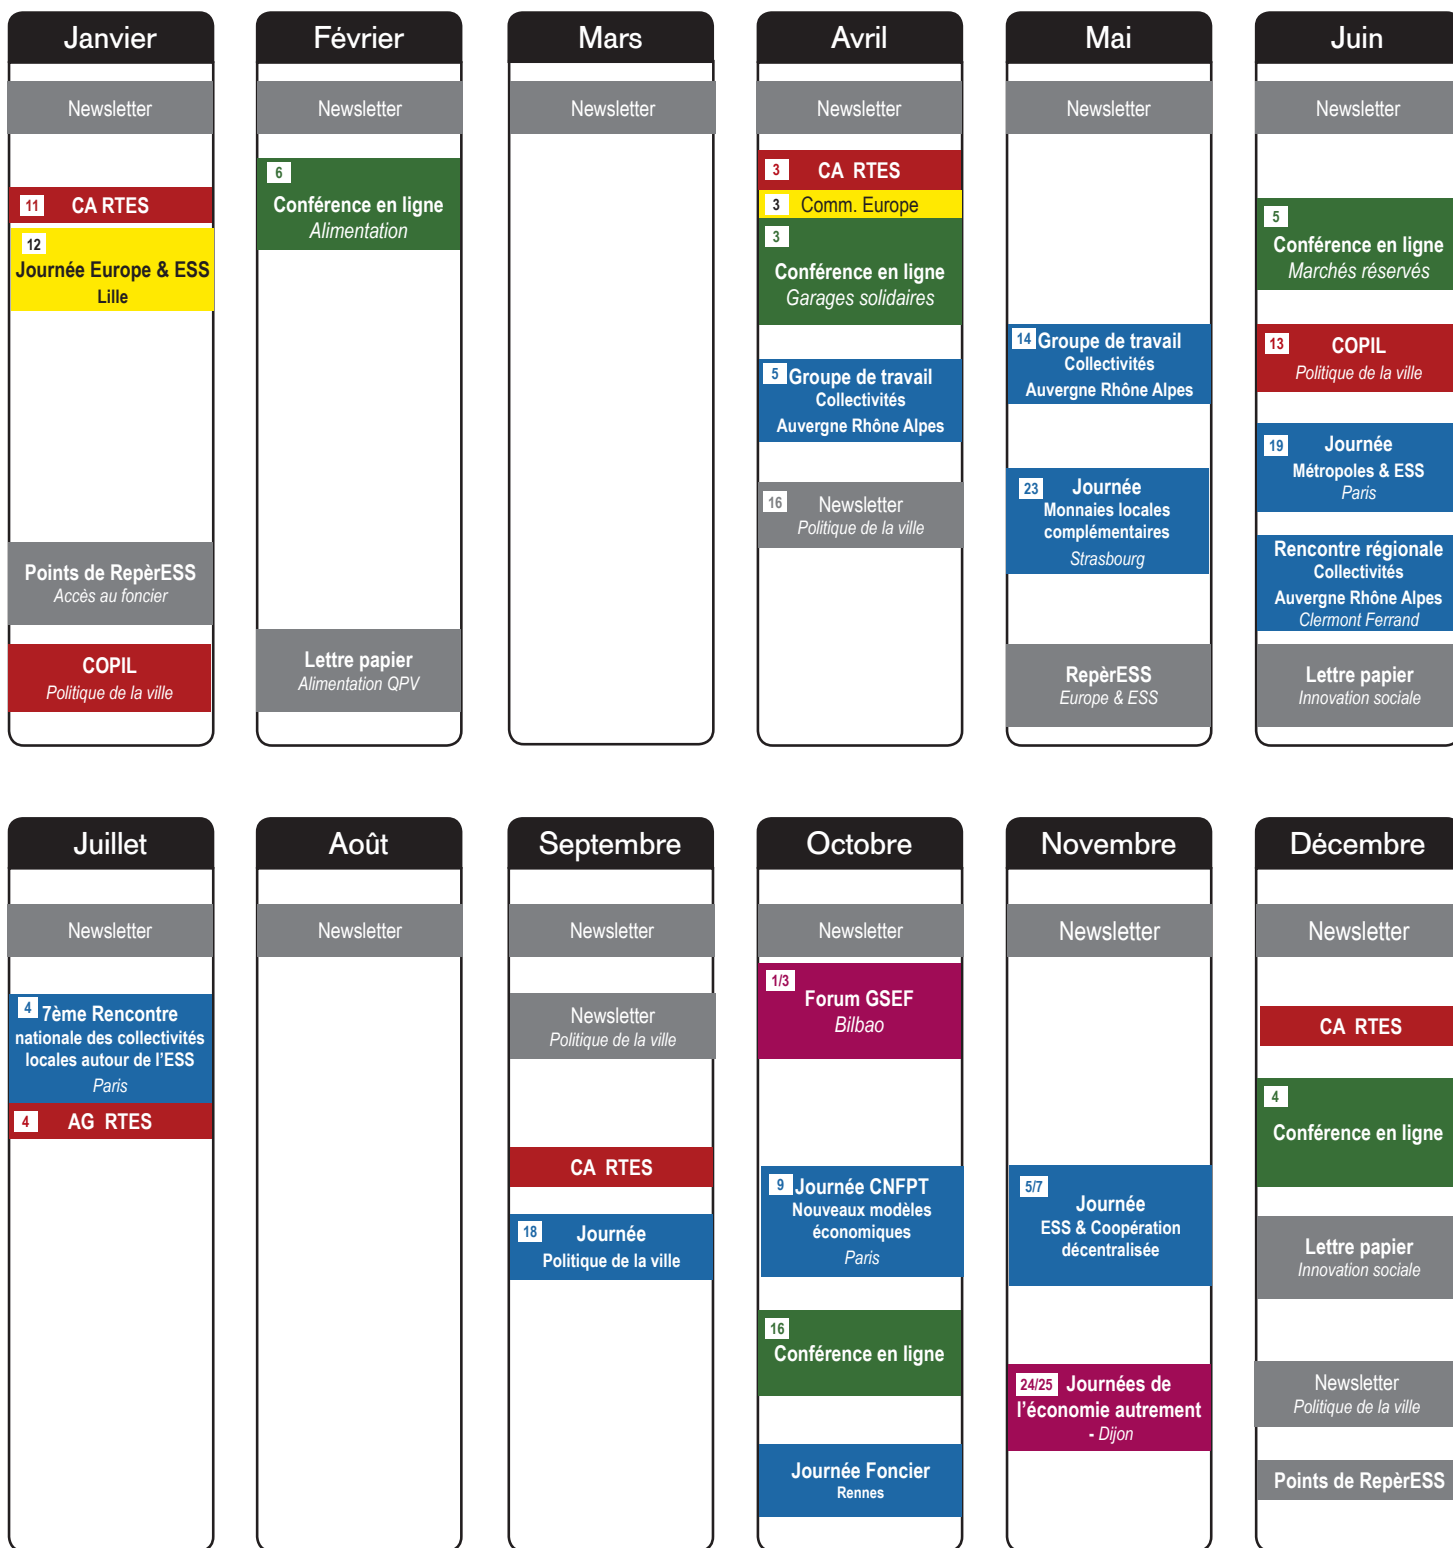 Janvier
Newsletter
11 CA RTES
12
Journée Europe & ESS
Lille
Points de RepèrESS
Accès au foncier
COPIL
Politique de la ville
Février
Newsletter
6
Conférence en ligne
Alimentation
Lettre papier
Alimentation QPV
Mars
Newsletter
Avril
Newsletter
3 CA RTES
3 Comm. Europe
3
Conférence en ligne
Garages solidaires
5 Groupe de travail
Collectivités
Auvergne Rhône Alpes
16 Newsletter
Politique de la ville
Mai
Newsletter
14 Groupe de travail
Collectivités
Auvergne Rhône Alpes
23 Journée
Monnaies locales
complémentaires
Strasbourg
RepèrESS
Europe & ESS
Juin
Newsletter
5
Conférence en ligne
Marchés réservés
13 COPIL
Politique de la ville
19 Journée
Métropoles & ESS
Paris
Rencontre régionale
Collectivités
Auvergne Rhône Alpes
Clermont Ferrand
Lettre papier
Innovation sociale
Juillet
Newsletter
4 7ème Rencontre
nationale des collectivités
locales autour de l'ESS
Paris
4 AG RTES
Août
Newsletter
Septembre
Newsletter
Newsletter
Politique de la ville
CA RTES
18 Journée
Politique de la ville
Octobre
Newsletter
1/3
Forum GSEF
Bilbao
9 Journée CNFPT
Nouveaux modèles
économiques
Paris
16
Conférence en ligne
Journée Foncier
Rennes
Novembre
Newsletter
5/7
Journée
ESS & Coopération
décentralisée
24/25 Journées de
l'économie autrement
- Dijon
Décembre
Newsletter
CA RTES
4
Conférence en ligne
Lettre papier
Innovation sociale
Newsletter
Politique de la ville
Points de RepèrESS